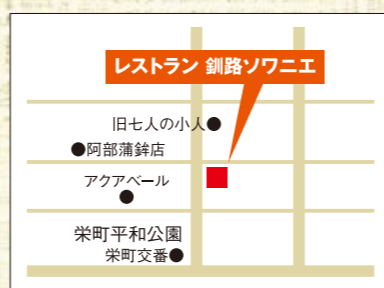 レストラン 釧路ソワニエ
旧七人の小人
阿部蒲鉾店
アクアベール
栄町平和公園
栄町交番